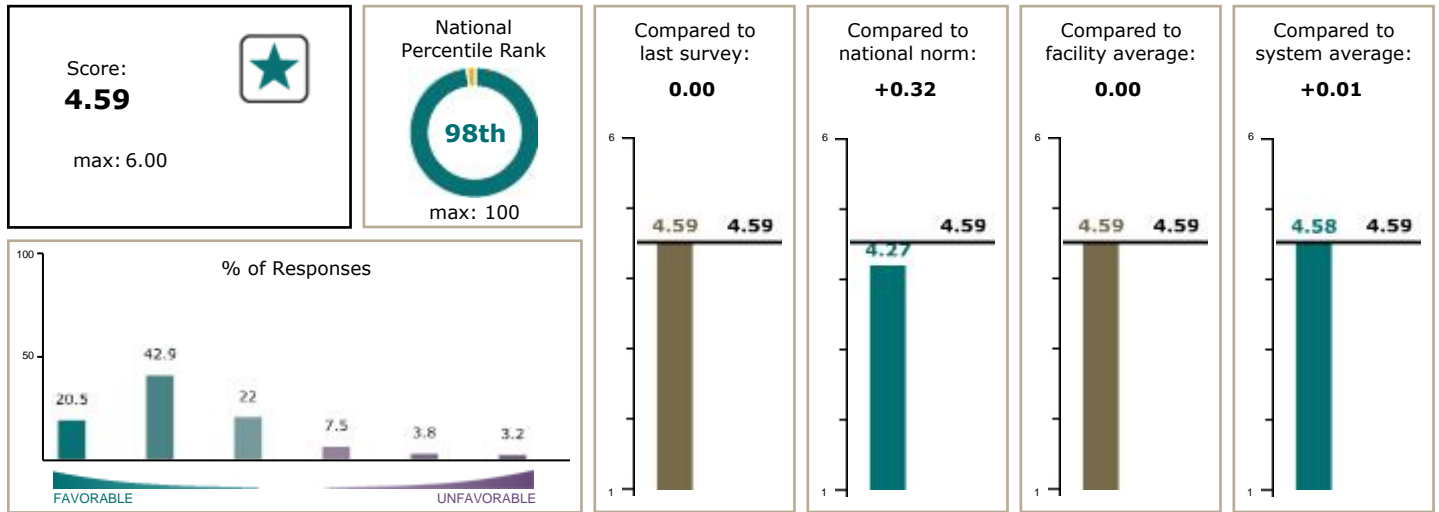 Score:
4.59
max: 6.00
National
Percentile Rank
98th
max: 100
% of Responses
100
50
20.5
42.9
22
7.5
3.8
3.2
FAVORABLE
UNFAVORABLE
Compared to
last survey:
0.00
6
4.59 4.59
1
Compared to
national norm:
+0.32
6
4.59
4.27
1
Compared to
facility average:
0.00
6
4.59 4.59
1
Compared to
system average:
+0.01
6
4.58 4.59
1